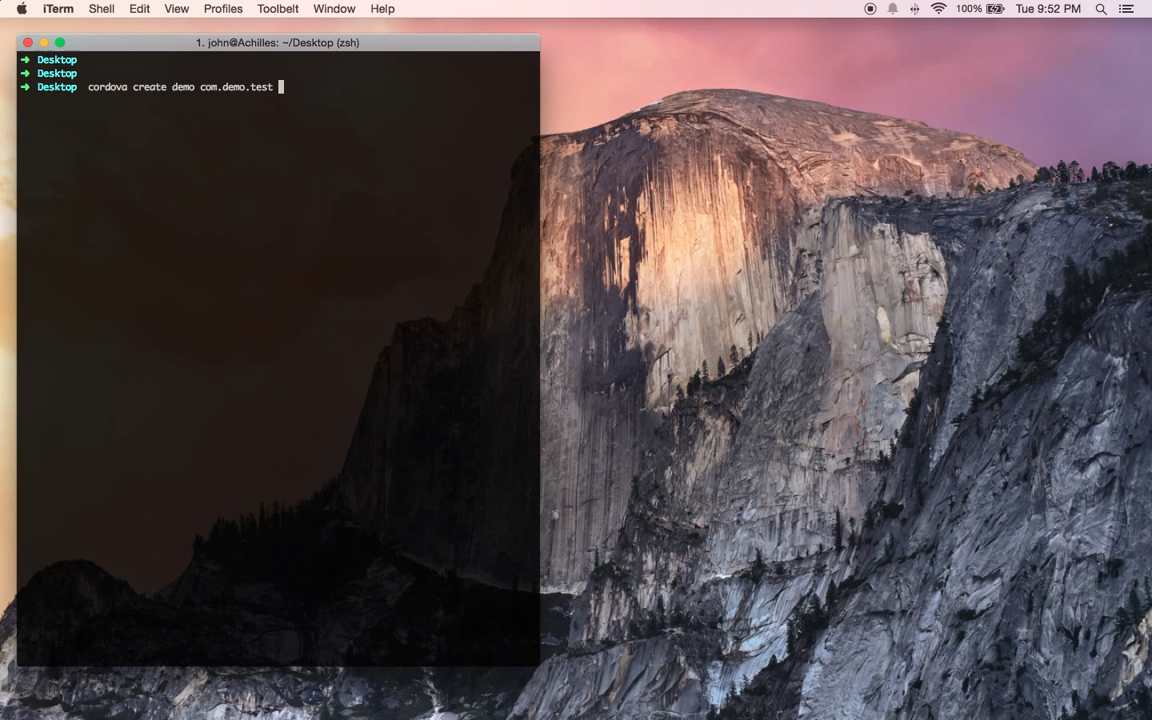 iTerm Shell Edit View Profiles Toolbelt Window Help 100% Tue 9:52 PM
1. john@Achilles: ~/Desktop (zsh)
➜ Desktop
➜ Desktop
➜ Desktop cordova create demo com.demo.test